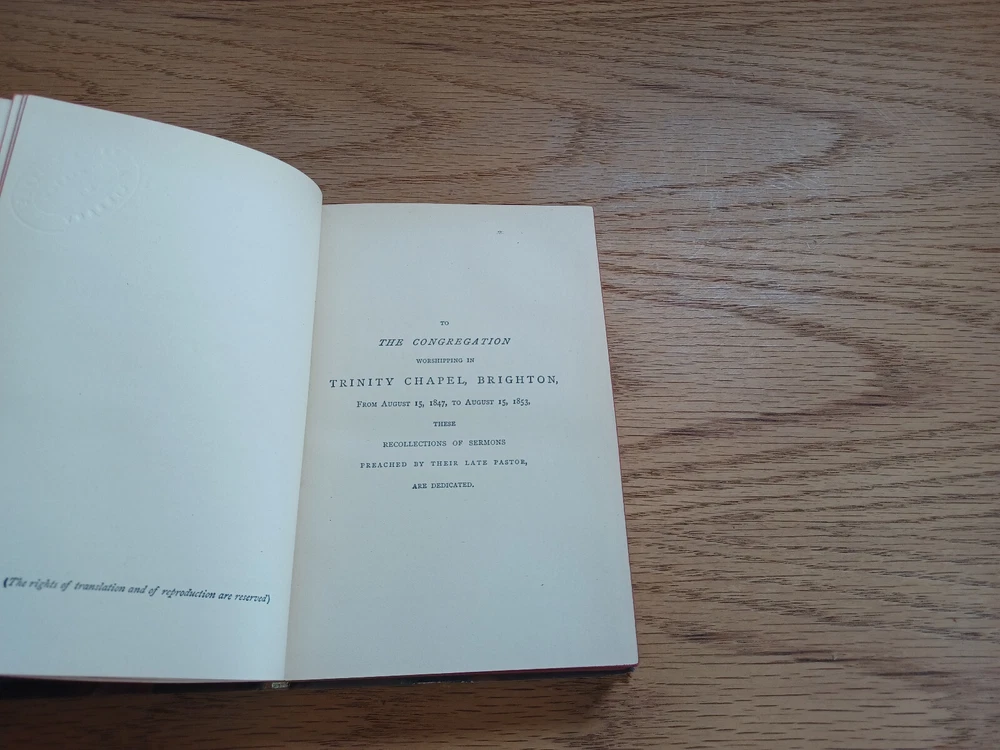 (The rights of translation and of reproduction are reserved)
TO
THE CONGREGATION
WORSHIPPING IN
TRINITY CHAPEL, BRIGHTON,
FROM AUGUST 15, 1847, TO AUGUST 15, 1853,
THESE
RECOLLECTIONS OF SERMONS
PREACHED BY THEIR LATE PASTOR,
ARE DEDICATED.